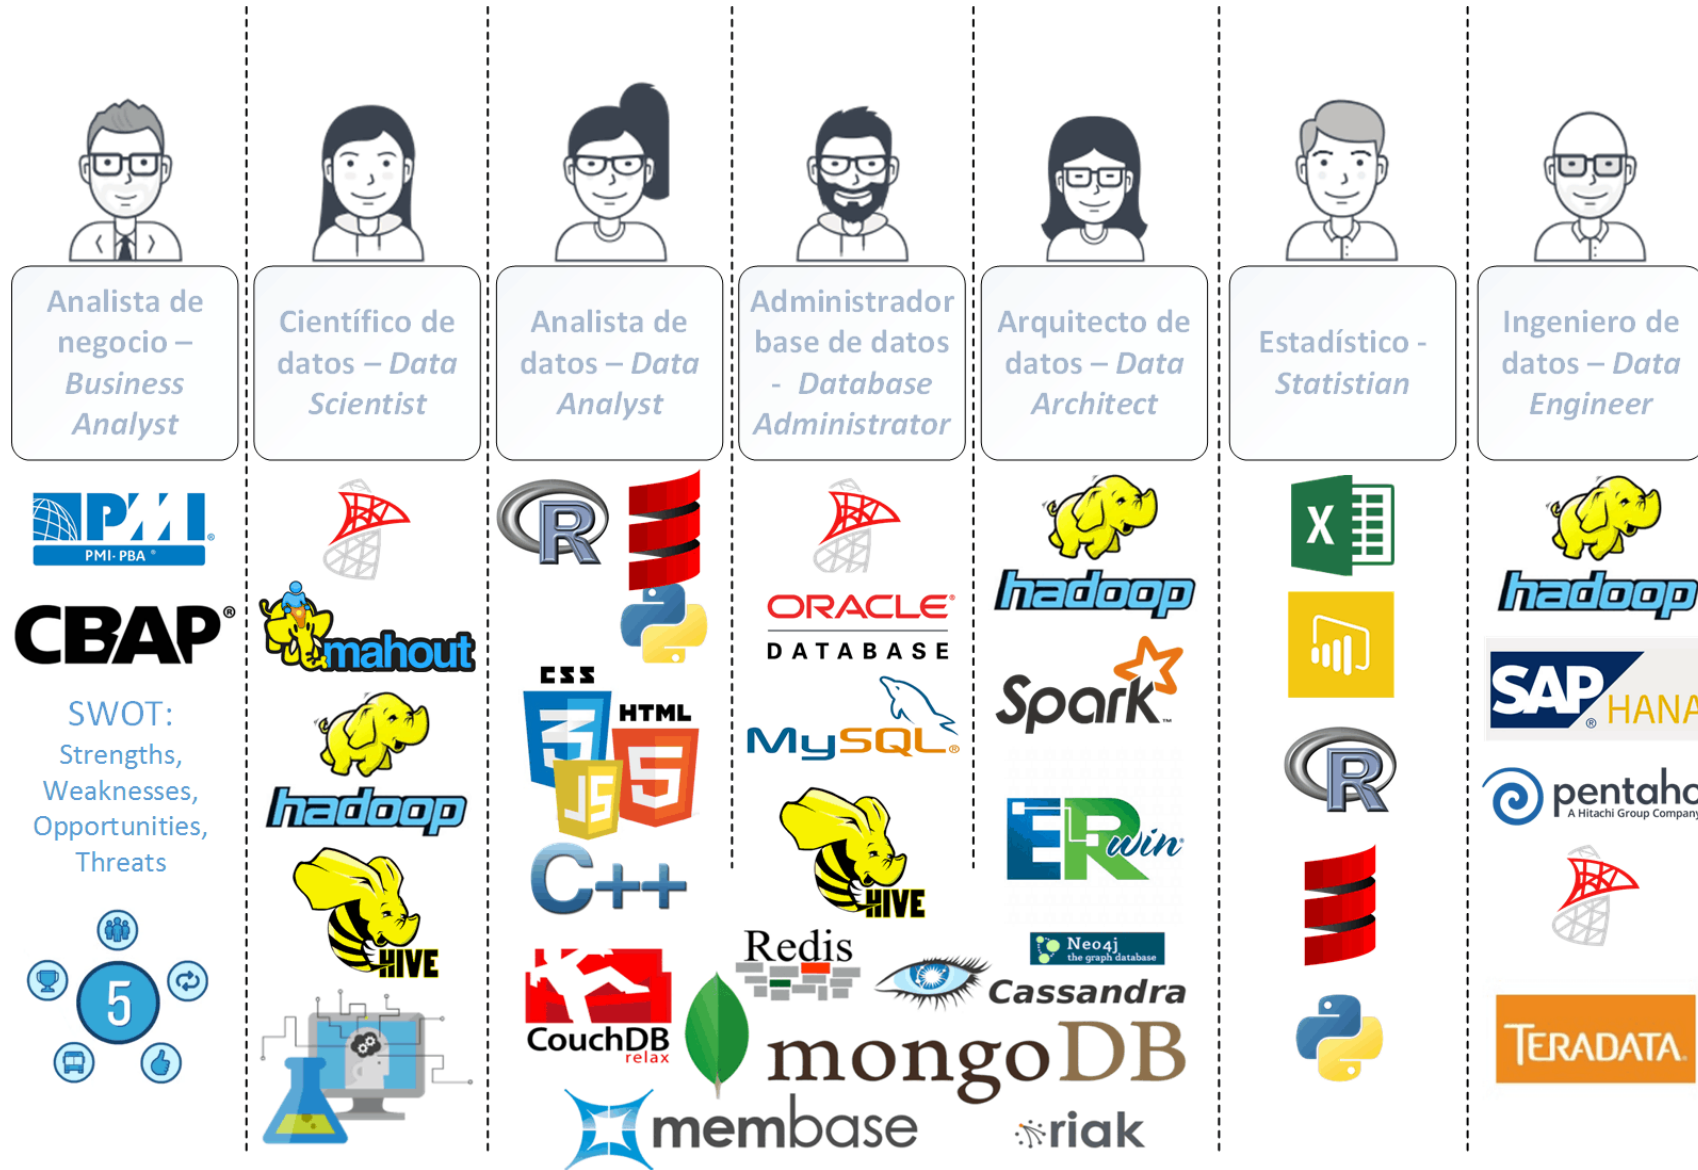 Analista de
negocio –
Business
Analyst
Científico de
datos – Data
Scientist
Analista de
datos – Data
Analyst
Administrador
base de datos
- Database
Administrator
Arquitecto de
datos – Data
Architect
Estadístico -
Statistian
Ingeniero de
datos – Data
Engineer
PMI®
PMI-PBA®
CBAP®
SWOT:
Strengths,
Weaknesses,
Opportunities,
Threats
5
mahout
hadoop
HIVE
R
CSS
3
HTML
5
JS
C++
ORACLE®
DATABASE
MySQL®
HIVE
hadoop
Spark™
ERwin®
X
R
hadoop
SAP® HANA
pentaho
A Hitachi Group Company
TERADATA.
CouchDB
relax
Redis
Neo4j
the graph database
Cassandra
mongoDB
membase
riak